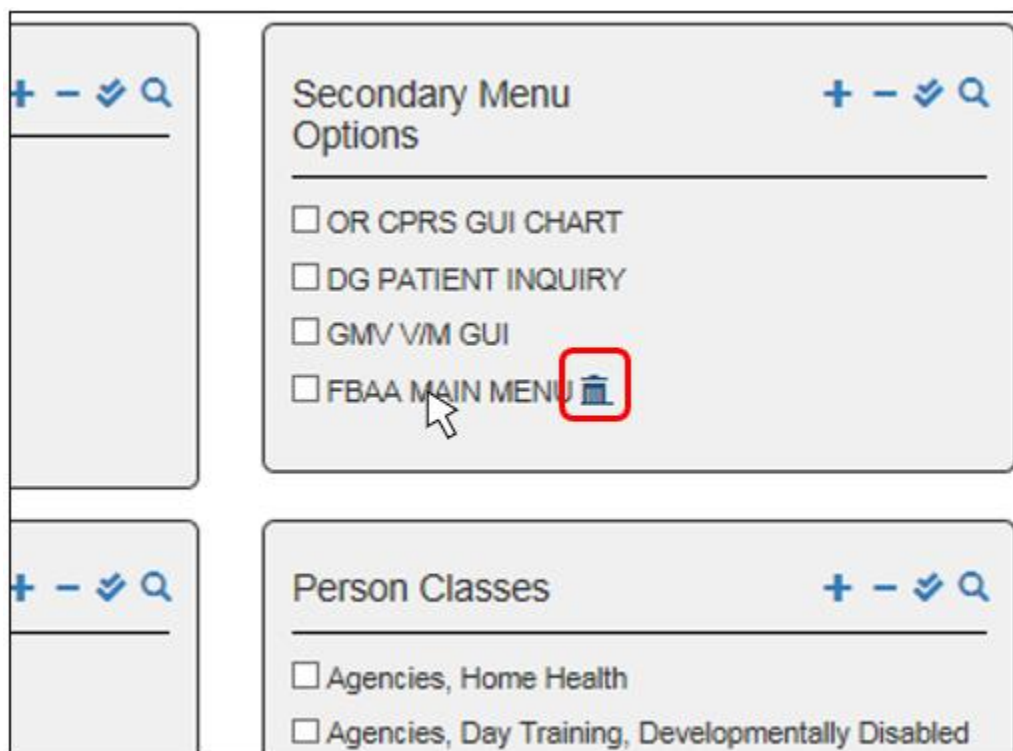 Secondary Menu
Options
OR CPRS GUI CHART
DG PATIENT INQUIRY
GMV V/M GUI
FBAA MAIN MENU
Person Classes
Agencies, Home Health
Agencies, Day Training, Developmentally Disabled